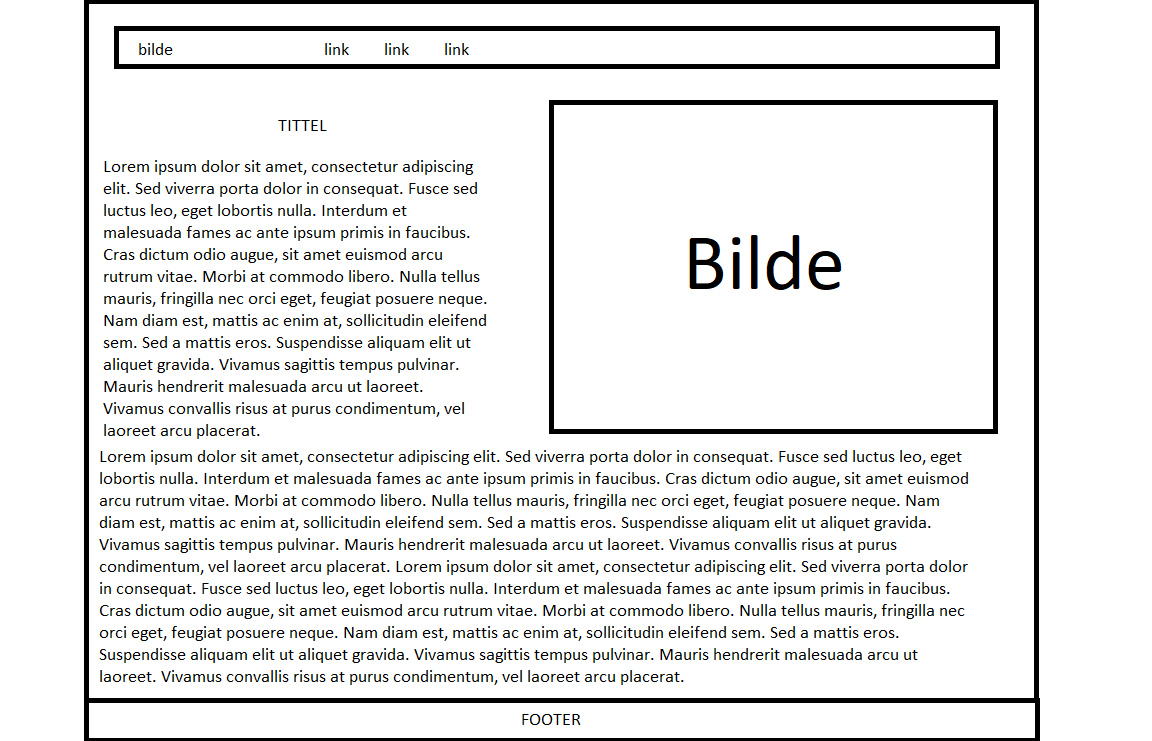 bilde link link link
TITTEL
Lorem ipsum dolor sit amet, consectetur adipiscing
elit. Sed viverra porta dolor in consequat. Fusce sed
luctus leo, eget lobortis nulla. Interdum et
malesuada fames ac ante ipsum primis in faucibus.
Cras dictum odio augue, sit amet euismod arcu
rutrum vitae. Morbi at commodo libero. Nulla tellus
mauris, fringilla nec orci eget, feugiat posuere neque.
Nam diam est, mattis ac enim at, sollicitudin eleifend
sem. Sed a mattis eros. Suspendisse aliquam elit ut
aliquet gravida. Vivamus sagittis tempus pulvinar.
Mauris hendrerit malesuada arcu ut laoreet.
Vivamus convallis risus at purus condimentum, vel
laoreet arcu placerat.
Bilde
Lorem ipsum dolor sit amet, consectetur adipiscing elit. Sed viverra porta dolor in consequat. Fusce sed luctus leo, eget
lobortis nulla. Interdum et malesuada fames ac ante ipsum primis in faucibus. Cras dictum odio augue, sit amet euismod
arcu rutrum vitae. Morbi at commodo libero. Nulla tellus mauris, fringilla nec orci eget, feugiat posuere neque. Nam
diam est, mattis ac enim at, sollicitudin eleifend sem. Sed a mattis eros. Suspendisse aliquam elit ut aliquet gravida.
Vivamus sagittis tempus pulvinar. Mauris hendrerit malesuada arcu ut laoreet. Vivamus convallis risus at purus
condimentum, vel laoreet arcu placerat. Lorem ipsum dolor sit amet, consectetur adipiscing elit. Sed viverra porta dolor
in consequat. Fusce sed luctus leo, eget lobortis nulla. Interdum et malesuada fames ac ante ipsum primis in faucibus.
Cras dictum odio augue, sit amet euismod arcu rutrum vitae. Morbi at commodo libero. Nulla tellus mauris, fringilla nec
orci eget, feugiat posuere neque. Nam diam est, mattis ac enim at, sollicitudin eleifend sem. Sed a mattis eros.
Suspendisse aliquam elit ut aliquet gravida. Vivamus sagittis tempus pulvinar. Mauris hendrerit malesuada arcu ut
laoreet. Vivamus convallis risus at purus condimentum, vel laoreet arcu placerat.
FOOTER